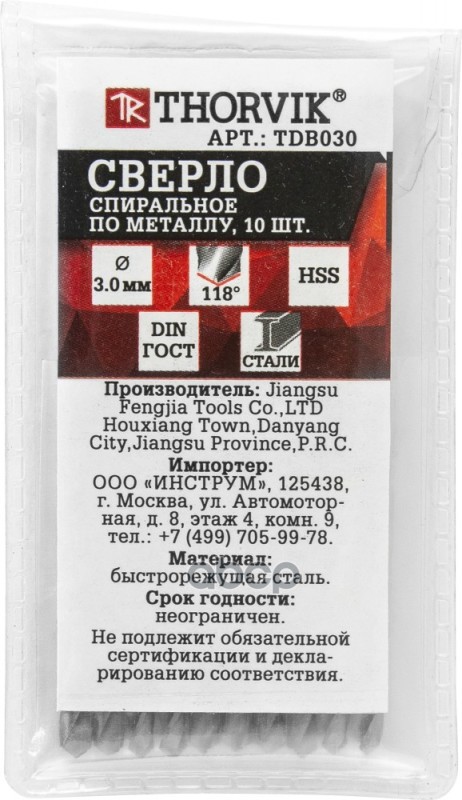 TR THORVIK®
АРТ.: TDB030
СВЕРЛО
СПИРАЛЬНОЕ
ПО МЕТАЛЛУ, 10 ШТ.
Ø
3.0 мм
118°
HSS
DIN
ГОСТ
СТАЛИ
Производитель: Jiangsu
Fengjia Tools Co.,LTD
Houxiang Town,Danyang
City,Jiangsu Province,P.R.C.
Импортер:
ООО «ИНСТРУМ», 125438,
г. Москва, ул. Автомотор-
ная, д. 8, этаж 4, комн. 9,
тел.: +7 (499) 705-99-78.
Материал:
быстрорежущая сталь.
abcp
Срок годности:
неограничен.
Не подлежит обязательной
сертификации и декла-
рированию соответствия.